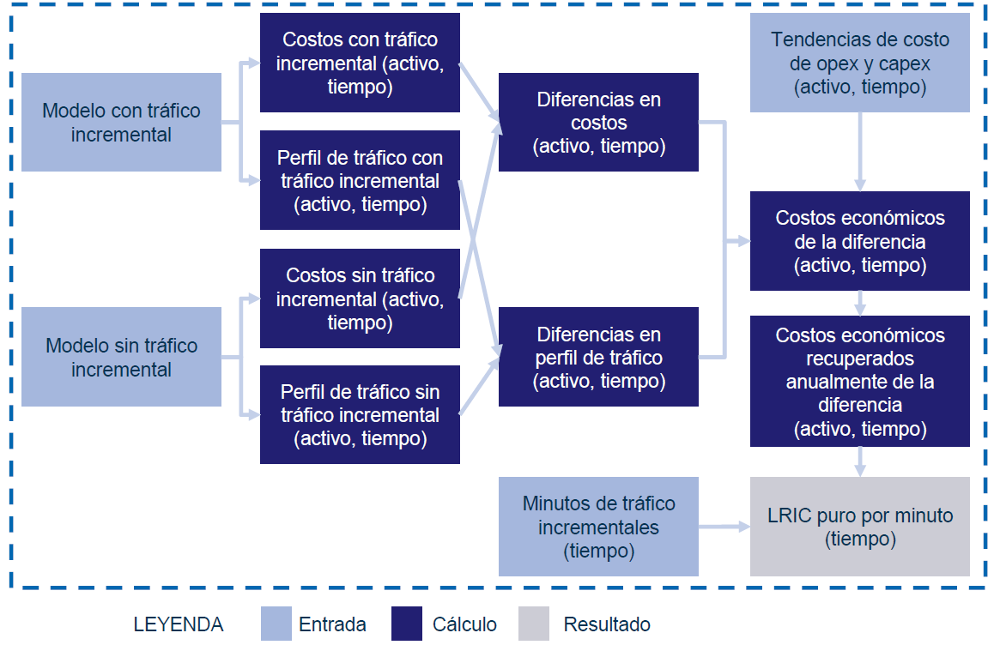 Modelo con tráfico
incremental
Modelo sin tráfico
incremental
Costos con tráfico
incremental (activo,
tiempo)
Perfil de tráfico con
tráfico incremental
(activo, tiempo)
Costos sin tráfico
incremental (activo,
tiempo)
Perfil de tráfico sin
tráfico incremental
(activo, tiempo)
Diferencias en
costos
(activo, tiempo)
Diferencias en
perfil de tráfico
(activo, tiempo)
Minutos de tráfico
incrementales
(tiempo)
Tendencias de costo
de opex y capex
(activo, tiempo)
Costos económicos
de la diferencia
(activo, tiempo)
Costos económicos
recuperados
anualmente de la
diferencia
(activo, tiempo)
LRIC puro por minuto
(tiempo)
LEYENDA
Entrada
Cálculo
Resultado